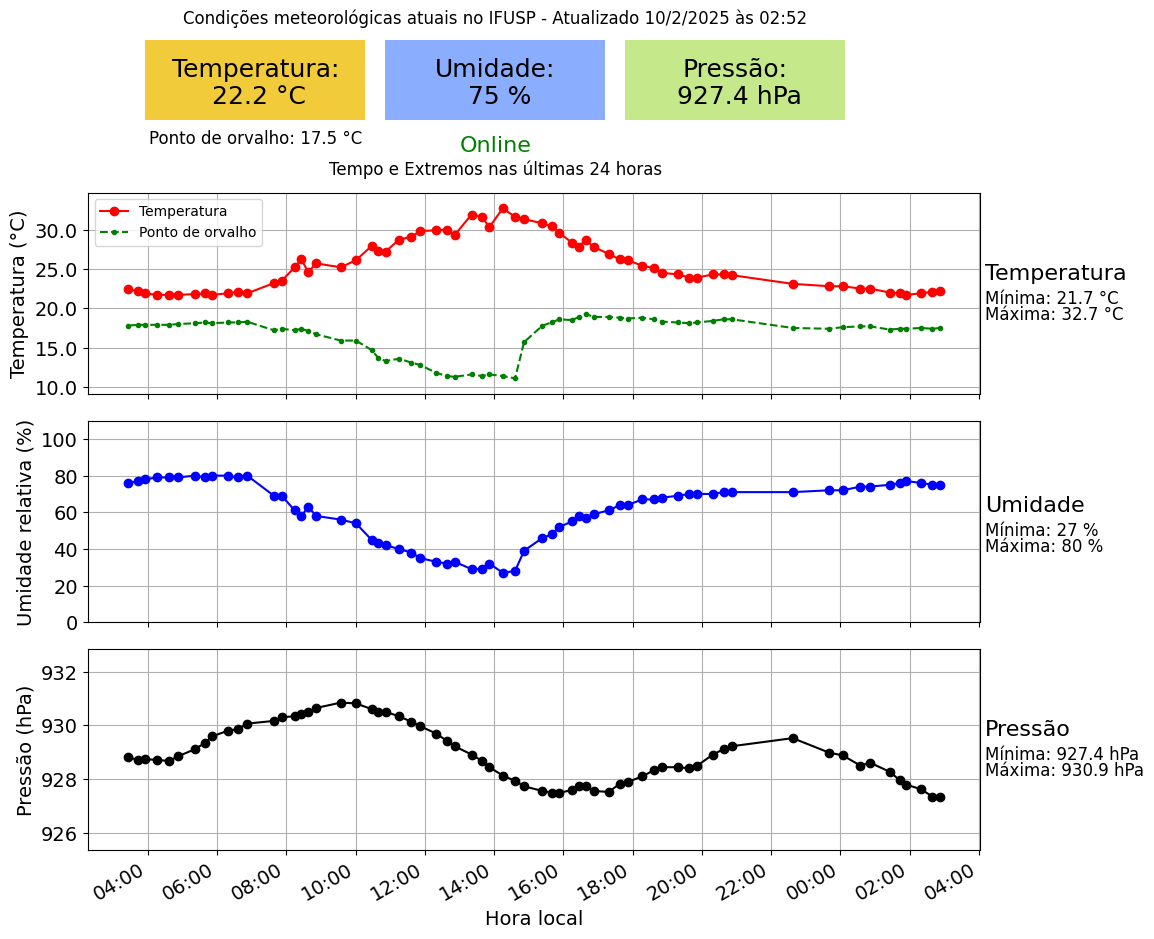 Condições meteorológicas atuais no IFUSP - Atualizado 10/2/2025 às 02:52
Temperatura:
22.2 °C
Umidade:
75 %
Pressão:
927.4 hPa
Ponto de orvalho: 17.5 °C
Online
Tempo e Extremos nas últimas 24 horas
Temperatura
Ponto de orvalho
Temperatura (°C)
30.0
25.0
20.0
15.0
10.0
Temperatura
Mínima: 21.7 °C
Máxima: 32.7 °C
Umidade relativa (%)
100
80
60
40
20
0
Umidade
Mínima: 27 %
Máxima: 80 %
Pressão (hPa)
932
930
928
926
Pressão
Mínima: 927.4 hPa
Máxima: 930.9 hPa
04:00 06:00 08:00 10:00 12:00 14:00 16:00 18:00 20:00 22:00 00:00 02:00 04:00
Hora local